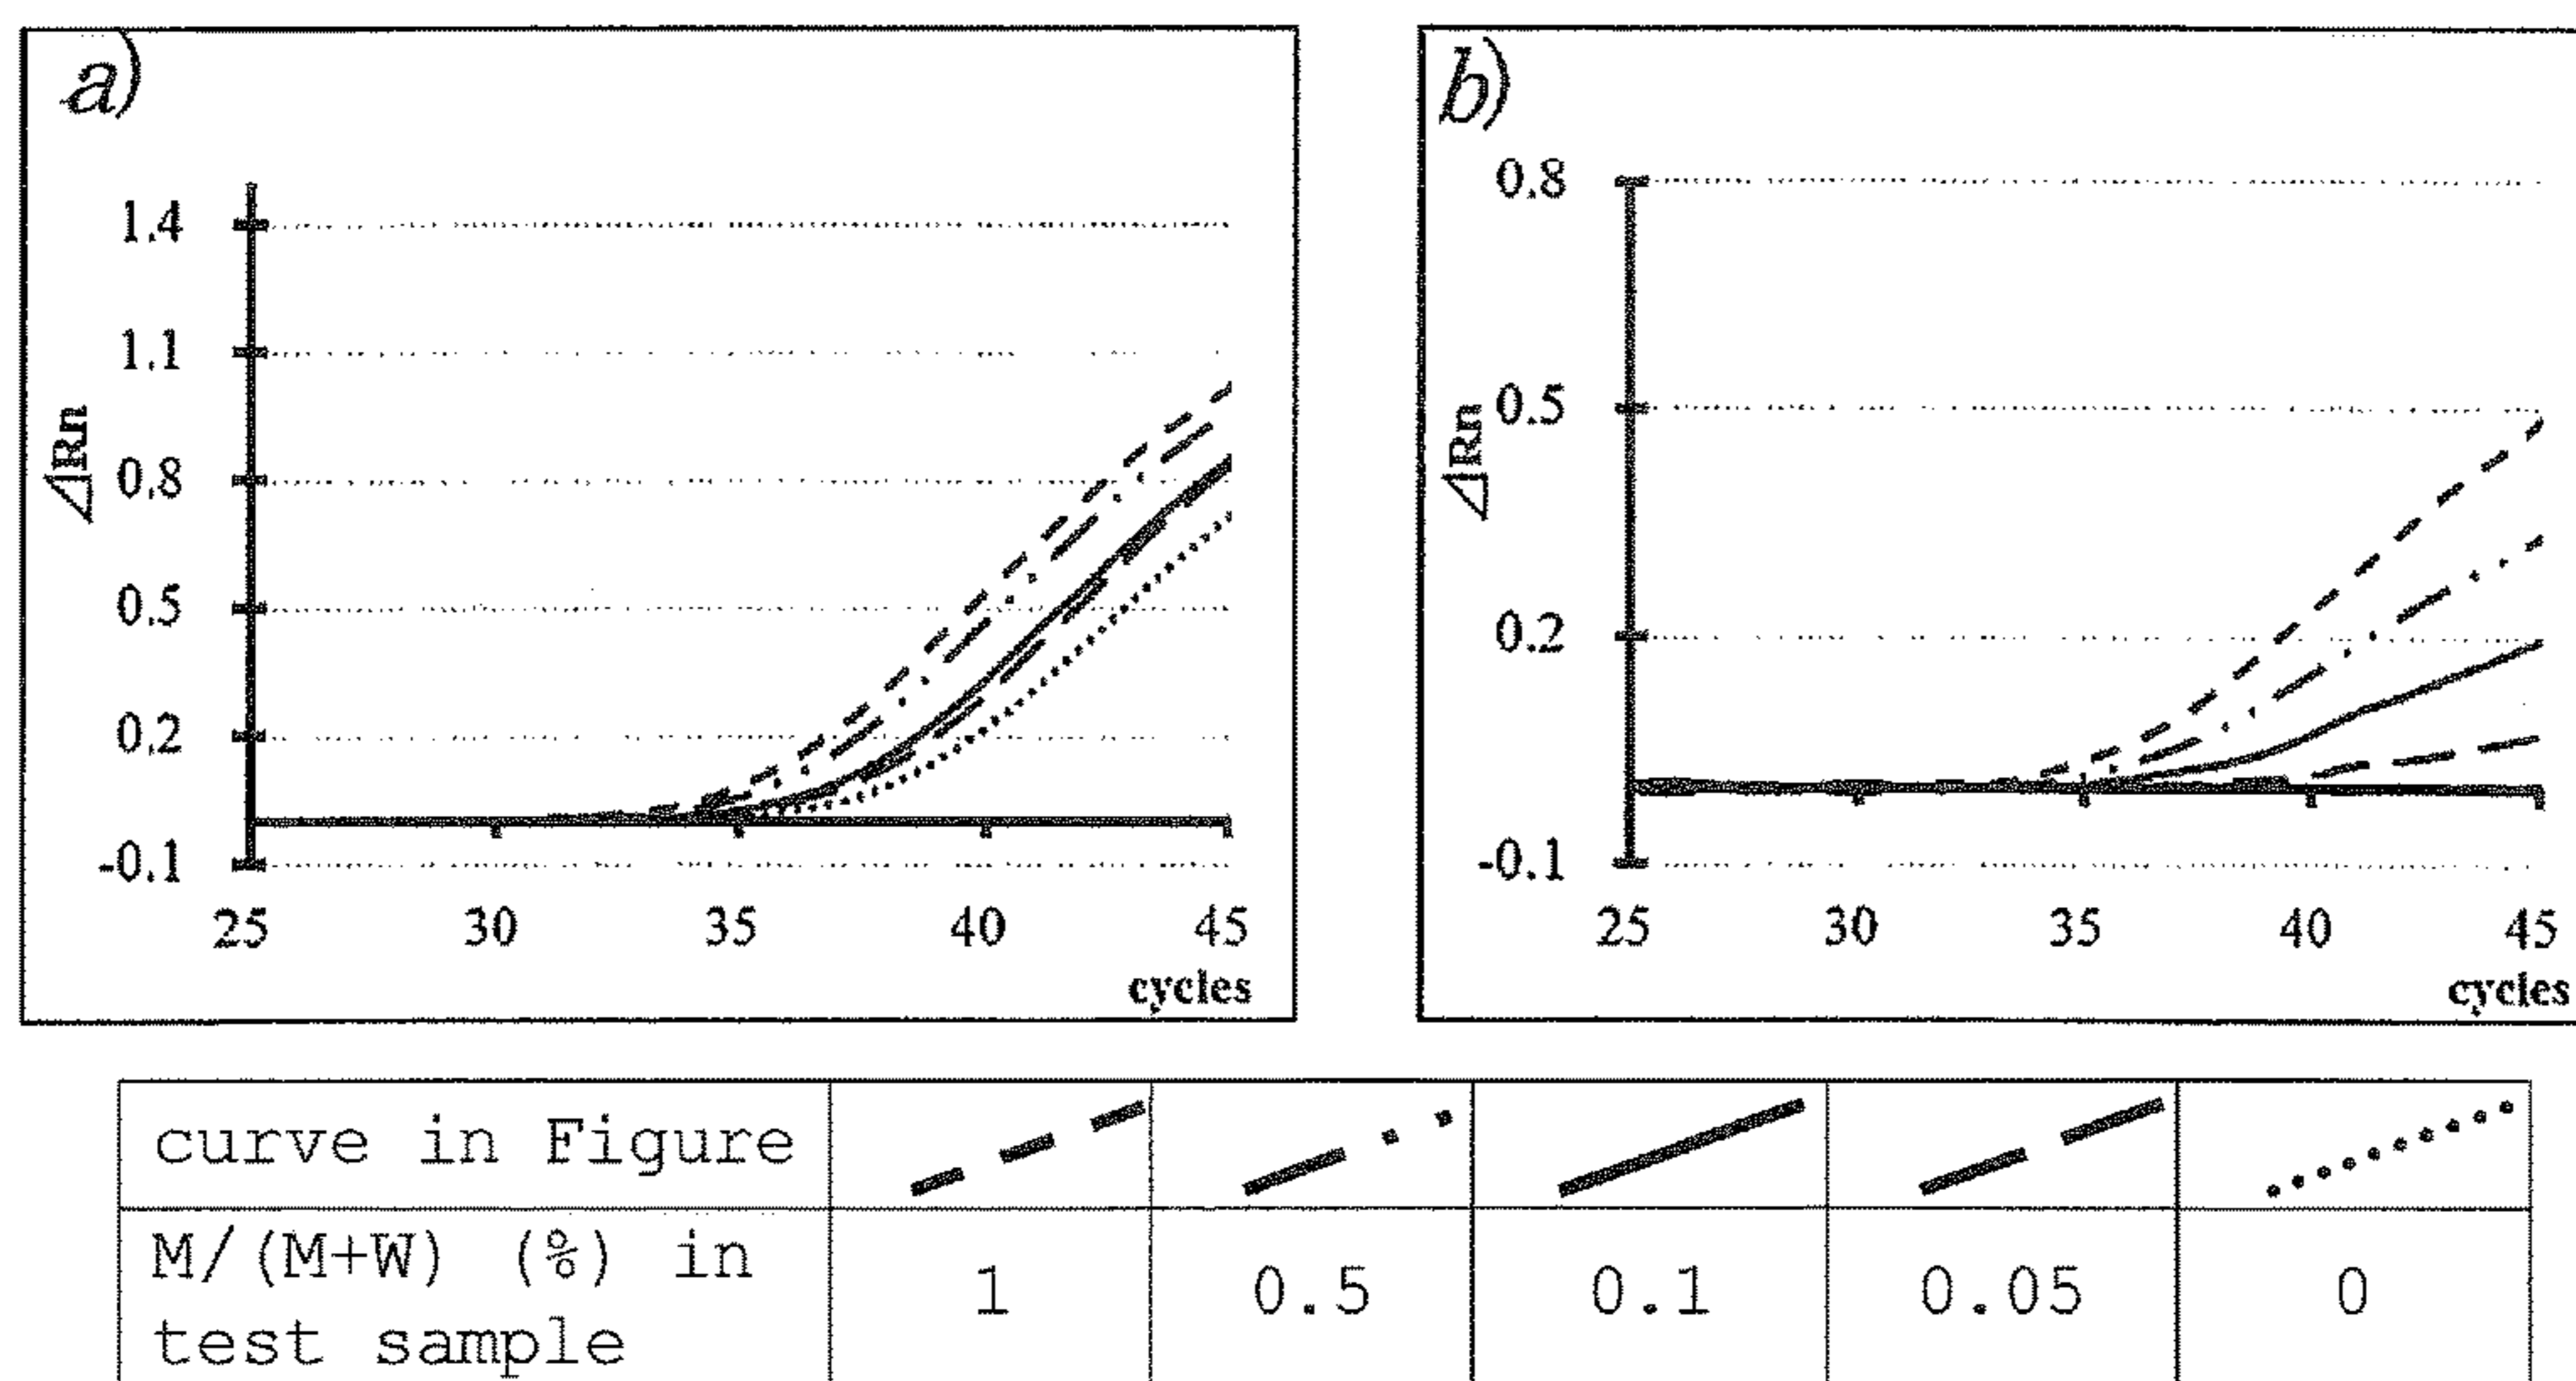 a)
1.4
1.1
ΔRn
0.8
0.5
0.2
-0.1
25 30 35 40 45
cycles
b)
0.8
ΔRn
0.5
0.2
-0.1
25 30 35 40 45
cycles
curve in Figure
M/(M+W) (%) in
test sample
1 0.5 0.1 0.05 0